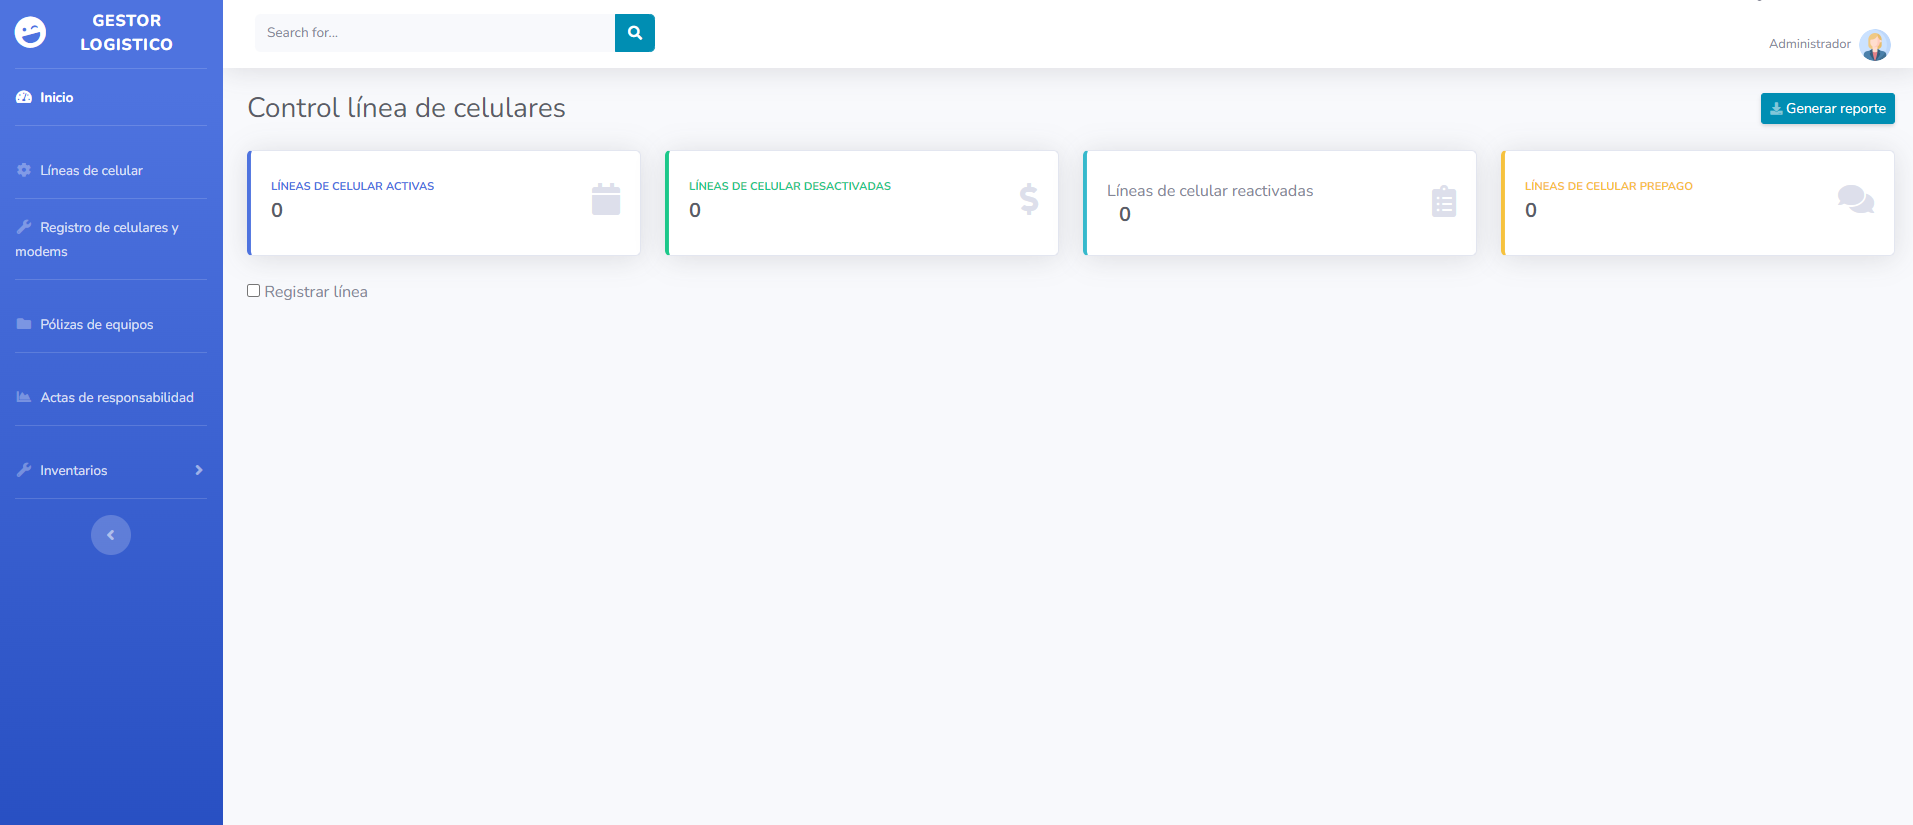 GESTOR
LOGISTICO
Search for...
Administrador
Inicio
Líneas de celular
Registro de celulares y
modems
Pólizas de equipos
Actas de responsabilidad
Inventarios
Control línea de celulares
Generar reporte
LÍNEAS DE CELULAR ACTIVAS
0
LÍNEAS DE CELULAR DESACTIVADAS
0
Líneas de celular reactivadas
0
LÍNEAS DE CELULAR PREPAGO
0
Registrar línea